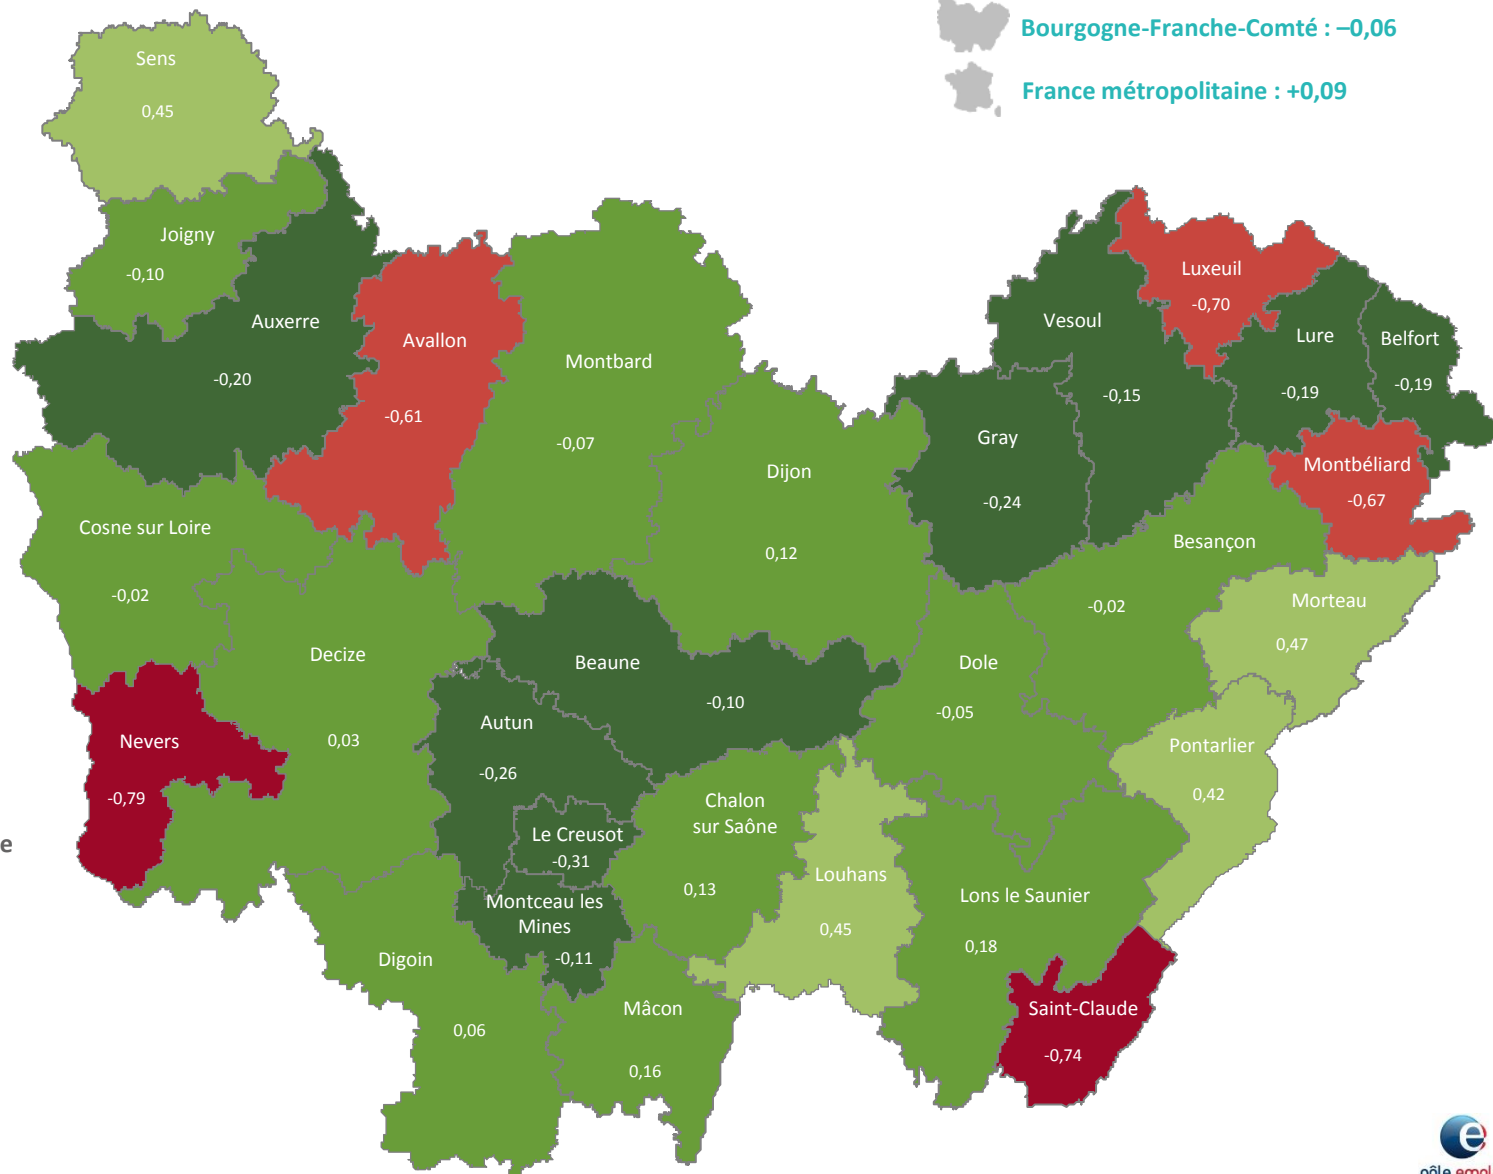 Bourgogne-Franche-Comté : –0,06
France métropolitaine : +0,09
Sens
0,45
Joigny
-0,10
Auxerre
-0,20
Avallon
-0,61
Montbard
-0,07
Dijon
0,12
Vesoul
-0,15
Luxeuil
-0,70
Lure
-0,19
Belfort
-0,19
Gray
-0,24
Montbéliard
-0,67
Cosne sur Loire
-0,02
Besançon
-0,02
Morteau
0,47
Decize
0,03
Beaune
-0,10
Dole
-0,05
Nevers
-0,79
Autun
-0,26
Pontarlier
0,42
Le Creusot
-0,31
Chalon
sur Saône
0,13
Louhans
0,45
Lons le Saunier
0,18
e
Montceau les
Mines
-0,11
Digoin
0,06
Mâcon
0,16
Saint-Claude
-0,74
e